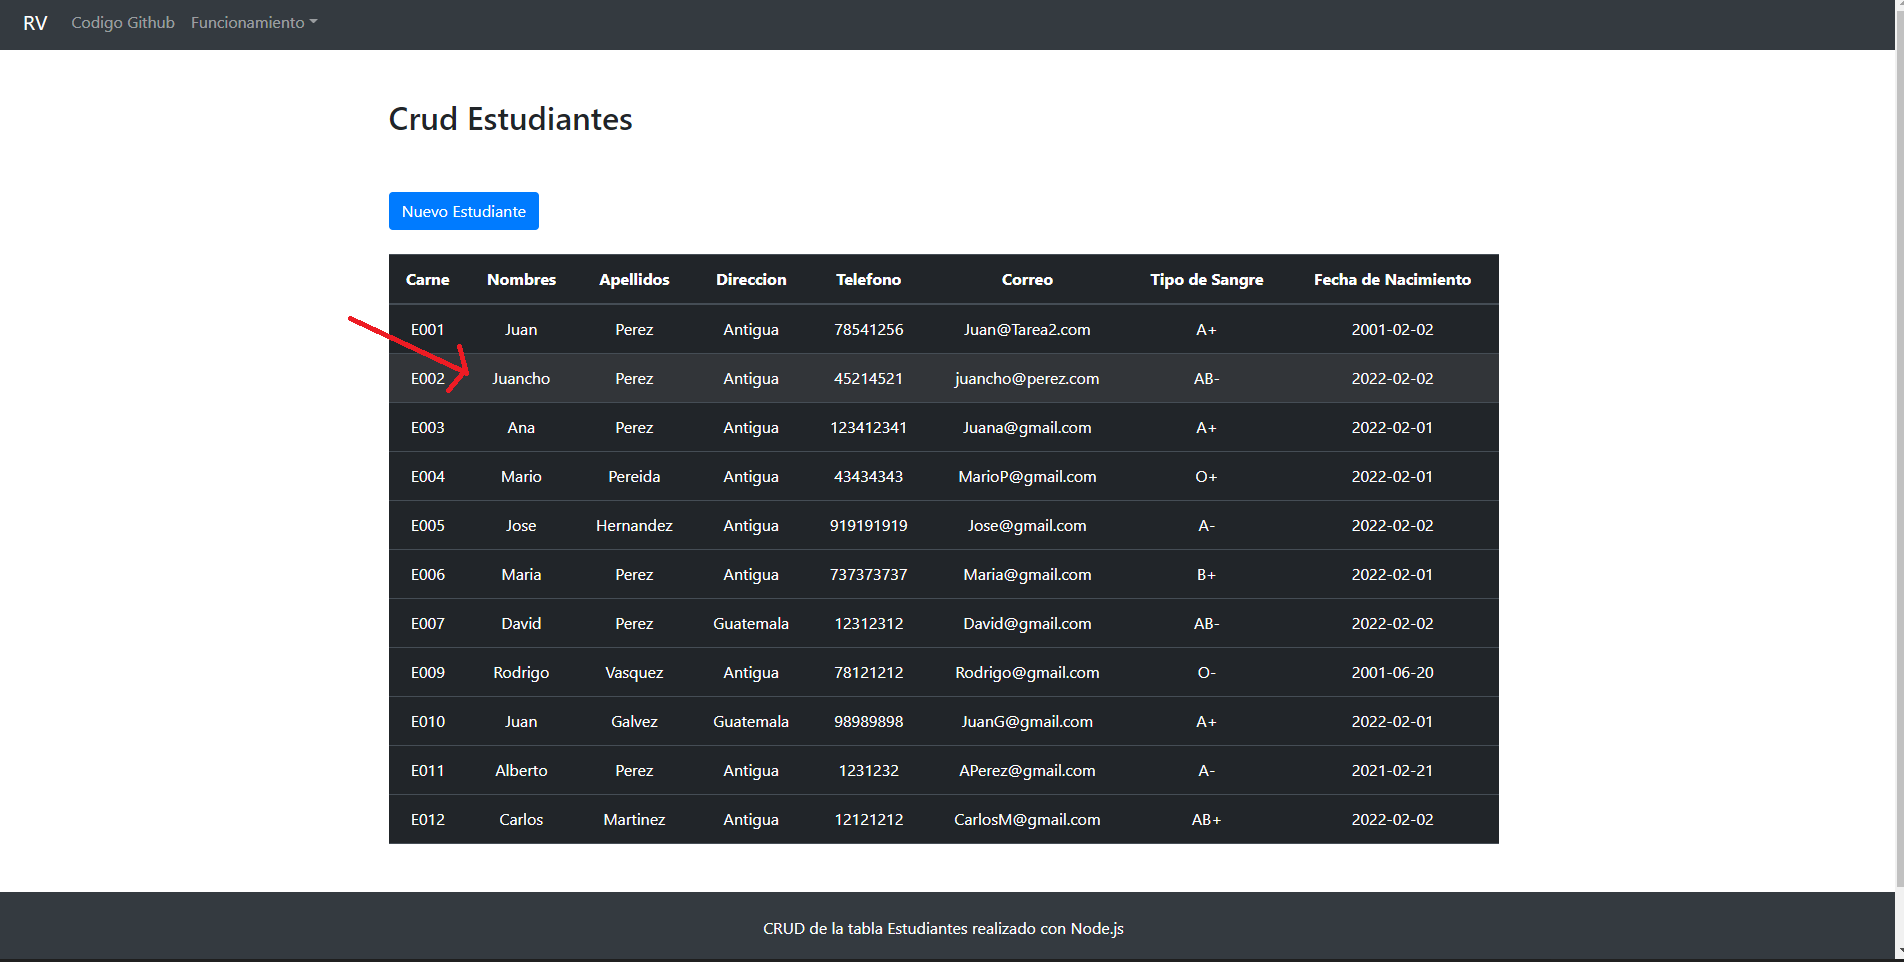 RV Codigo Github Funcionamiento
Crud Estudiantes
Nuevo Estudiante
Carne Nombres Apellidos Direccion Telefono Correo Tipo de Sangre Fecha de Nacimiento
E001 Juan Perez Antigua 78541256 Juan@Tarea2.com A+ 2001-02-02
E002 Juancho Perez Antigua 45214521 juancho@perez.com AB- 2022-02-02
E003 Ana Perez Antigua 123412341 Juana@gmail.com A+ 2022-02-01
E004 Mario Pereida Antigua 43434343 MarioP@gmail.com O+ 2022-02-01
E005 Jose Hernandez Antigua 919191919 Jose@gmail.com A- 2022-02-02
E006 Maria Perez Antigua 737373737 Maria@gmail.com B+ 2022-02-01
E007 David Perez Guatemala 12312312 David@gmail.com AB- 2022-02-02
E009 Rodrigo Vasquez Antigua 78121212 Rodrigo@gmail.com O- 2001-06-20
E010 Juan Galvez Guatemala 98989898 JuanG@gmail.com A+ 2022-02-01
E011 Alberto Perez Antigua 1231232 APerez@gmail.com A- 2021-02-21
E012 Carlos Martinez Antigua 12121212 CarlosM@gmail.com AB+ 2022-02-02
CRUD de la tabla Estudiantes realizado con Node.js